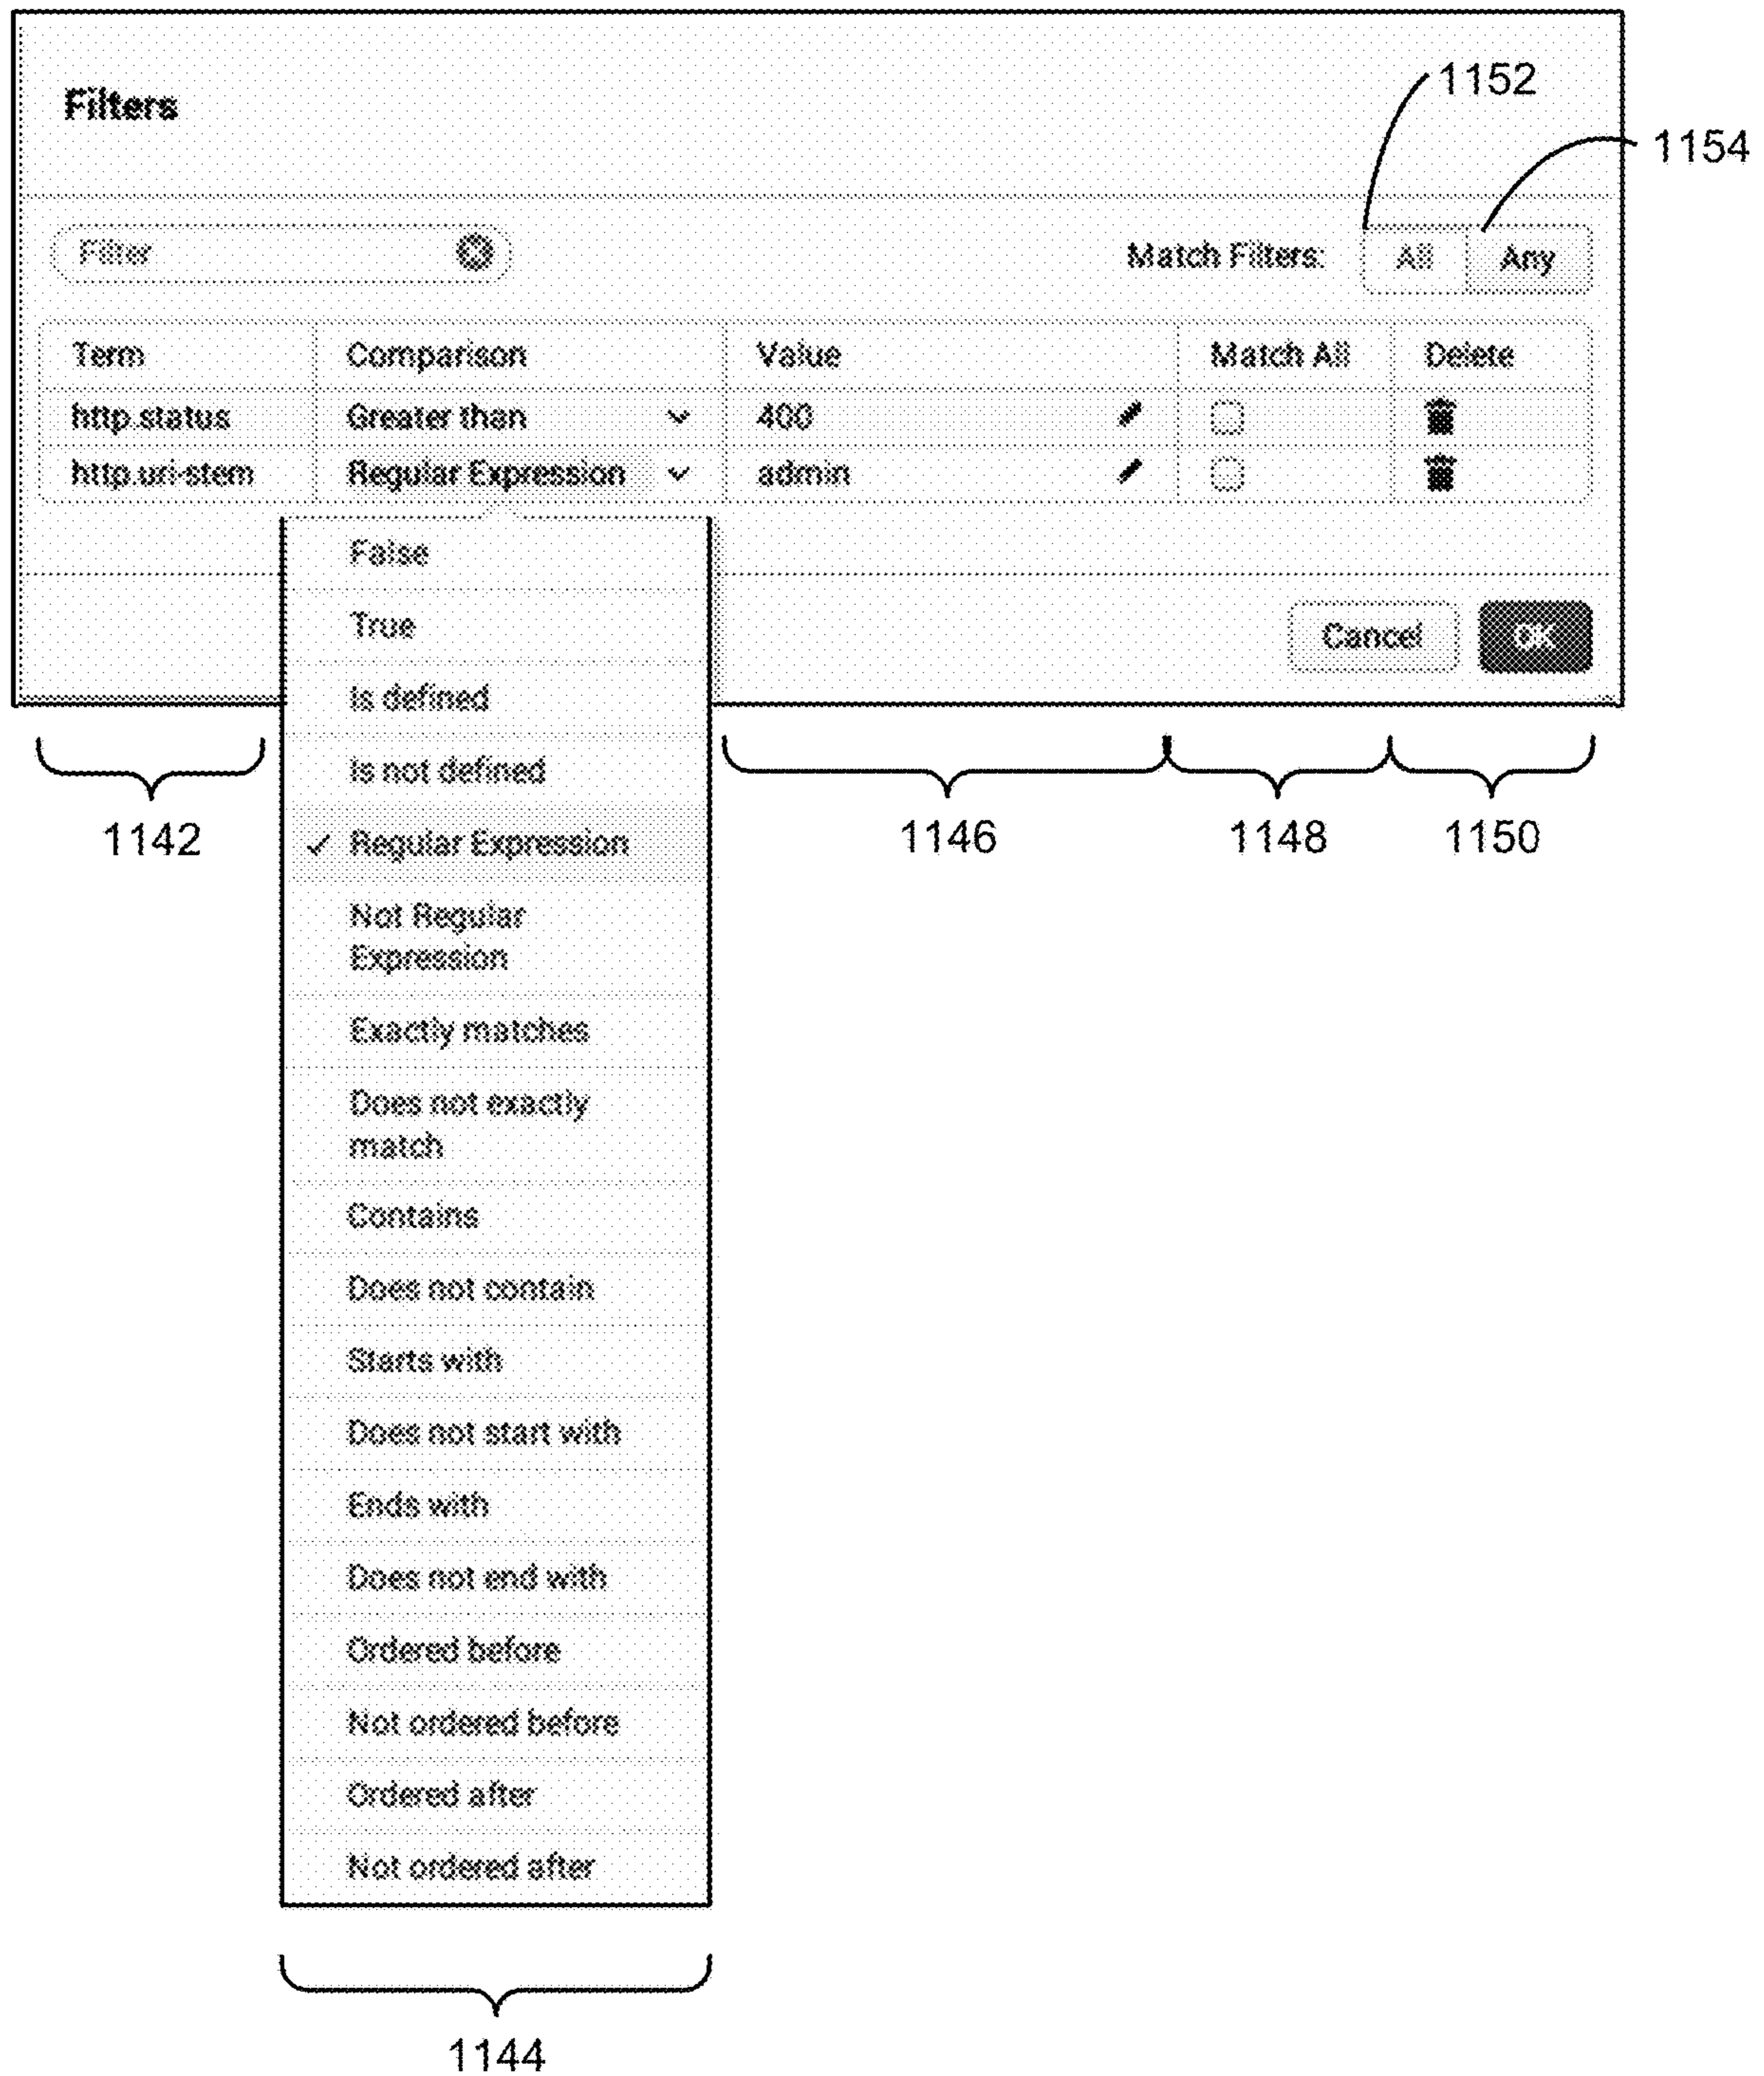 Filters
1152
1154
Filter
Match Filters: All Any
Term Comparison Value Match All Delete
http.status Greater than 400
http.uri-stem Regular Expression admin
False
True
Is defined
Is not defined
Regular Expression
Not Regular
Expression
Exactly matches
Does not exactly
match
Contains
Does not contain
Starts with
Does not start with
Ends with
Does not end with
Ordered before
Not ordered before
Ordered after
Not ordered after
Cancel OK
1142
1146
1148
1150
1144